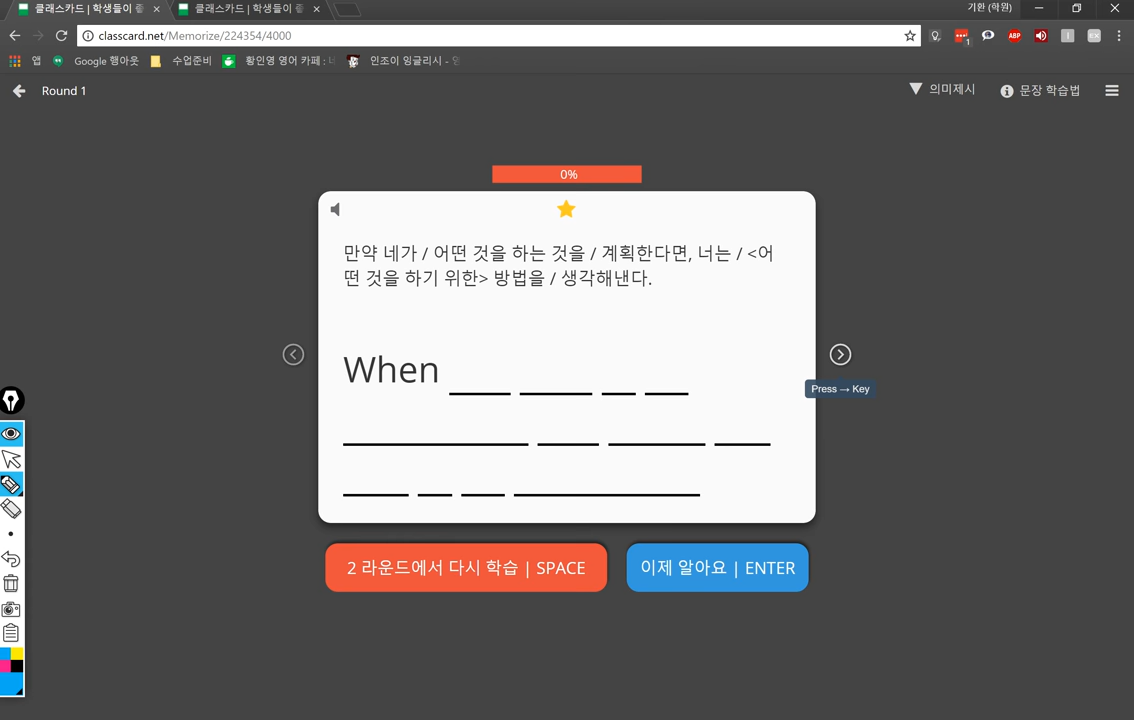 클래스카드 | 학생들이 좋
클래스카드 | 학생들이 좋
기환 (학원)
classcard.net/Memorize/224354/4000
ABP
1
앱
Google 행아웃
수업준비
황인영 영어 카페 : 네
인조이 잉글리시 -
Round 1
의미제시
문장 학습법
0%
만약 네가 / 어떤 것을 하는 것을 / 계획한다면, 너는 / <어
떤 것을 하기 위한> 방법을 / 생각해낸다.
When
Press → Key
2 라운드에서 다시 학습 | SPACE
이제 알아요 | ENTER